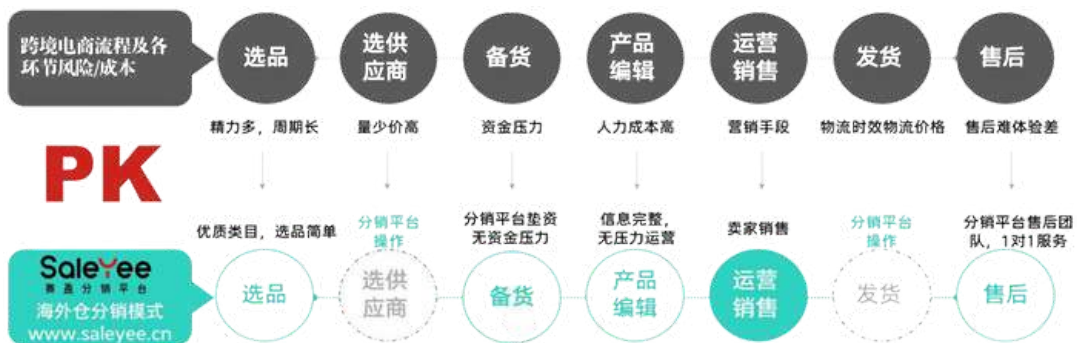 跨境电商流程及各
环节风险/成本
选品
选供
应商
备货
产品
编辑
运营
销售
发货
售后
精力多，周期长
量少价高
资金压力
人力成本高
营销手段
物流时效物流价格
售后难体验差
PK
优质类目，选品简单
分销平台
操作
分销平台垫资
无资金压力
信息完整，
无压力运营
卖家销售
分销平台
操作
分销平台售后团
队，1对1服务
SaleYee
赛盈分销平台
海外仓分销模式
www.saleyee.cn
选品
选供
应商
备货
产品
编辑
运营
销售
发货
售后